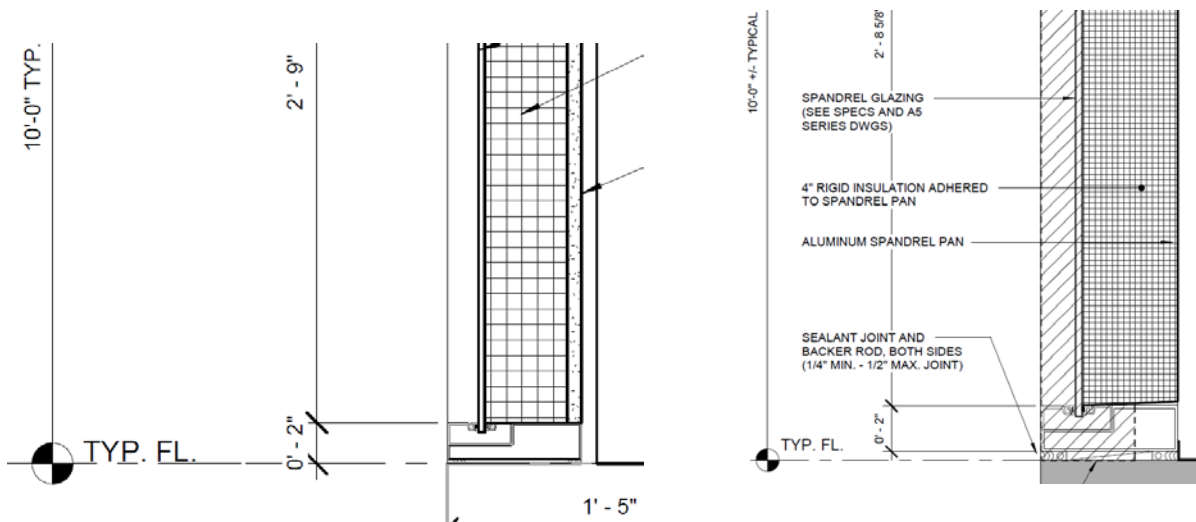 10'-0" TYP.
2' - 9"
0' - 2"
TYP. FL.
1' - 5"
10'-0" +/- TYPICAL
2' - 8 5/8"
SPANDREL GLAZING
(SEE SPECS AND A5
SERIES DWGS)
4" RIGID INSULATION ADHERED
TO SPANDREL PAN
ALUMINUM SPANDREL PAN
SEALANT JOINT AND
BACKER ROD, BOTH SIDES
(1/4" MIN. - 1/2" MAX. JOINT)
0' - 2"
TYP. FL.